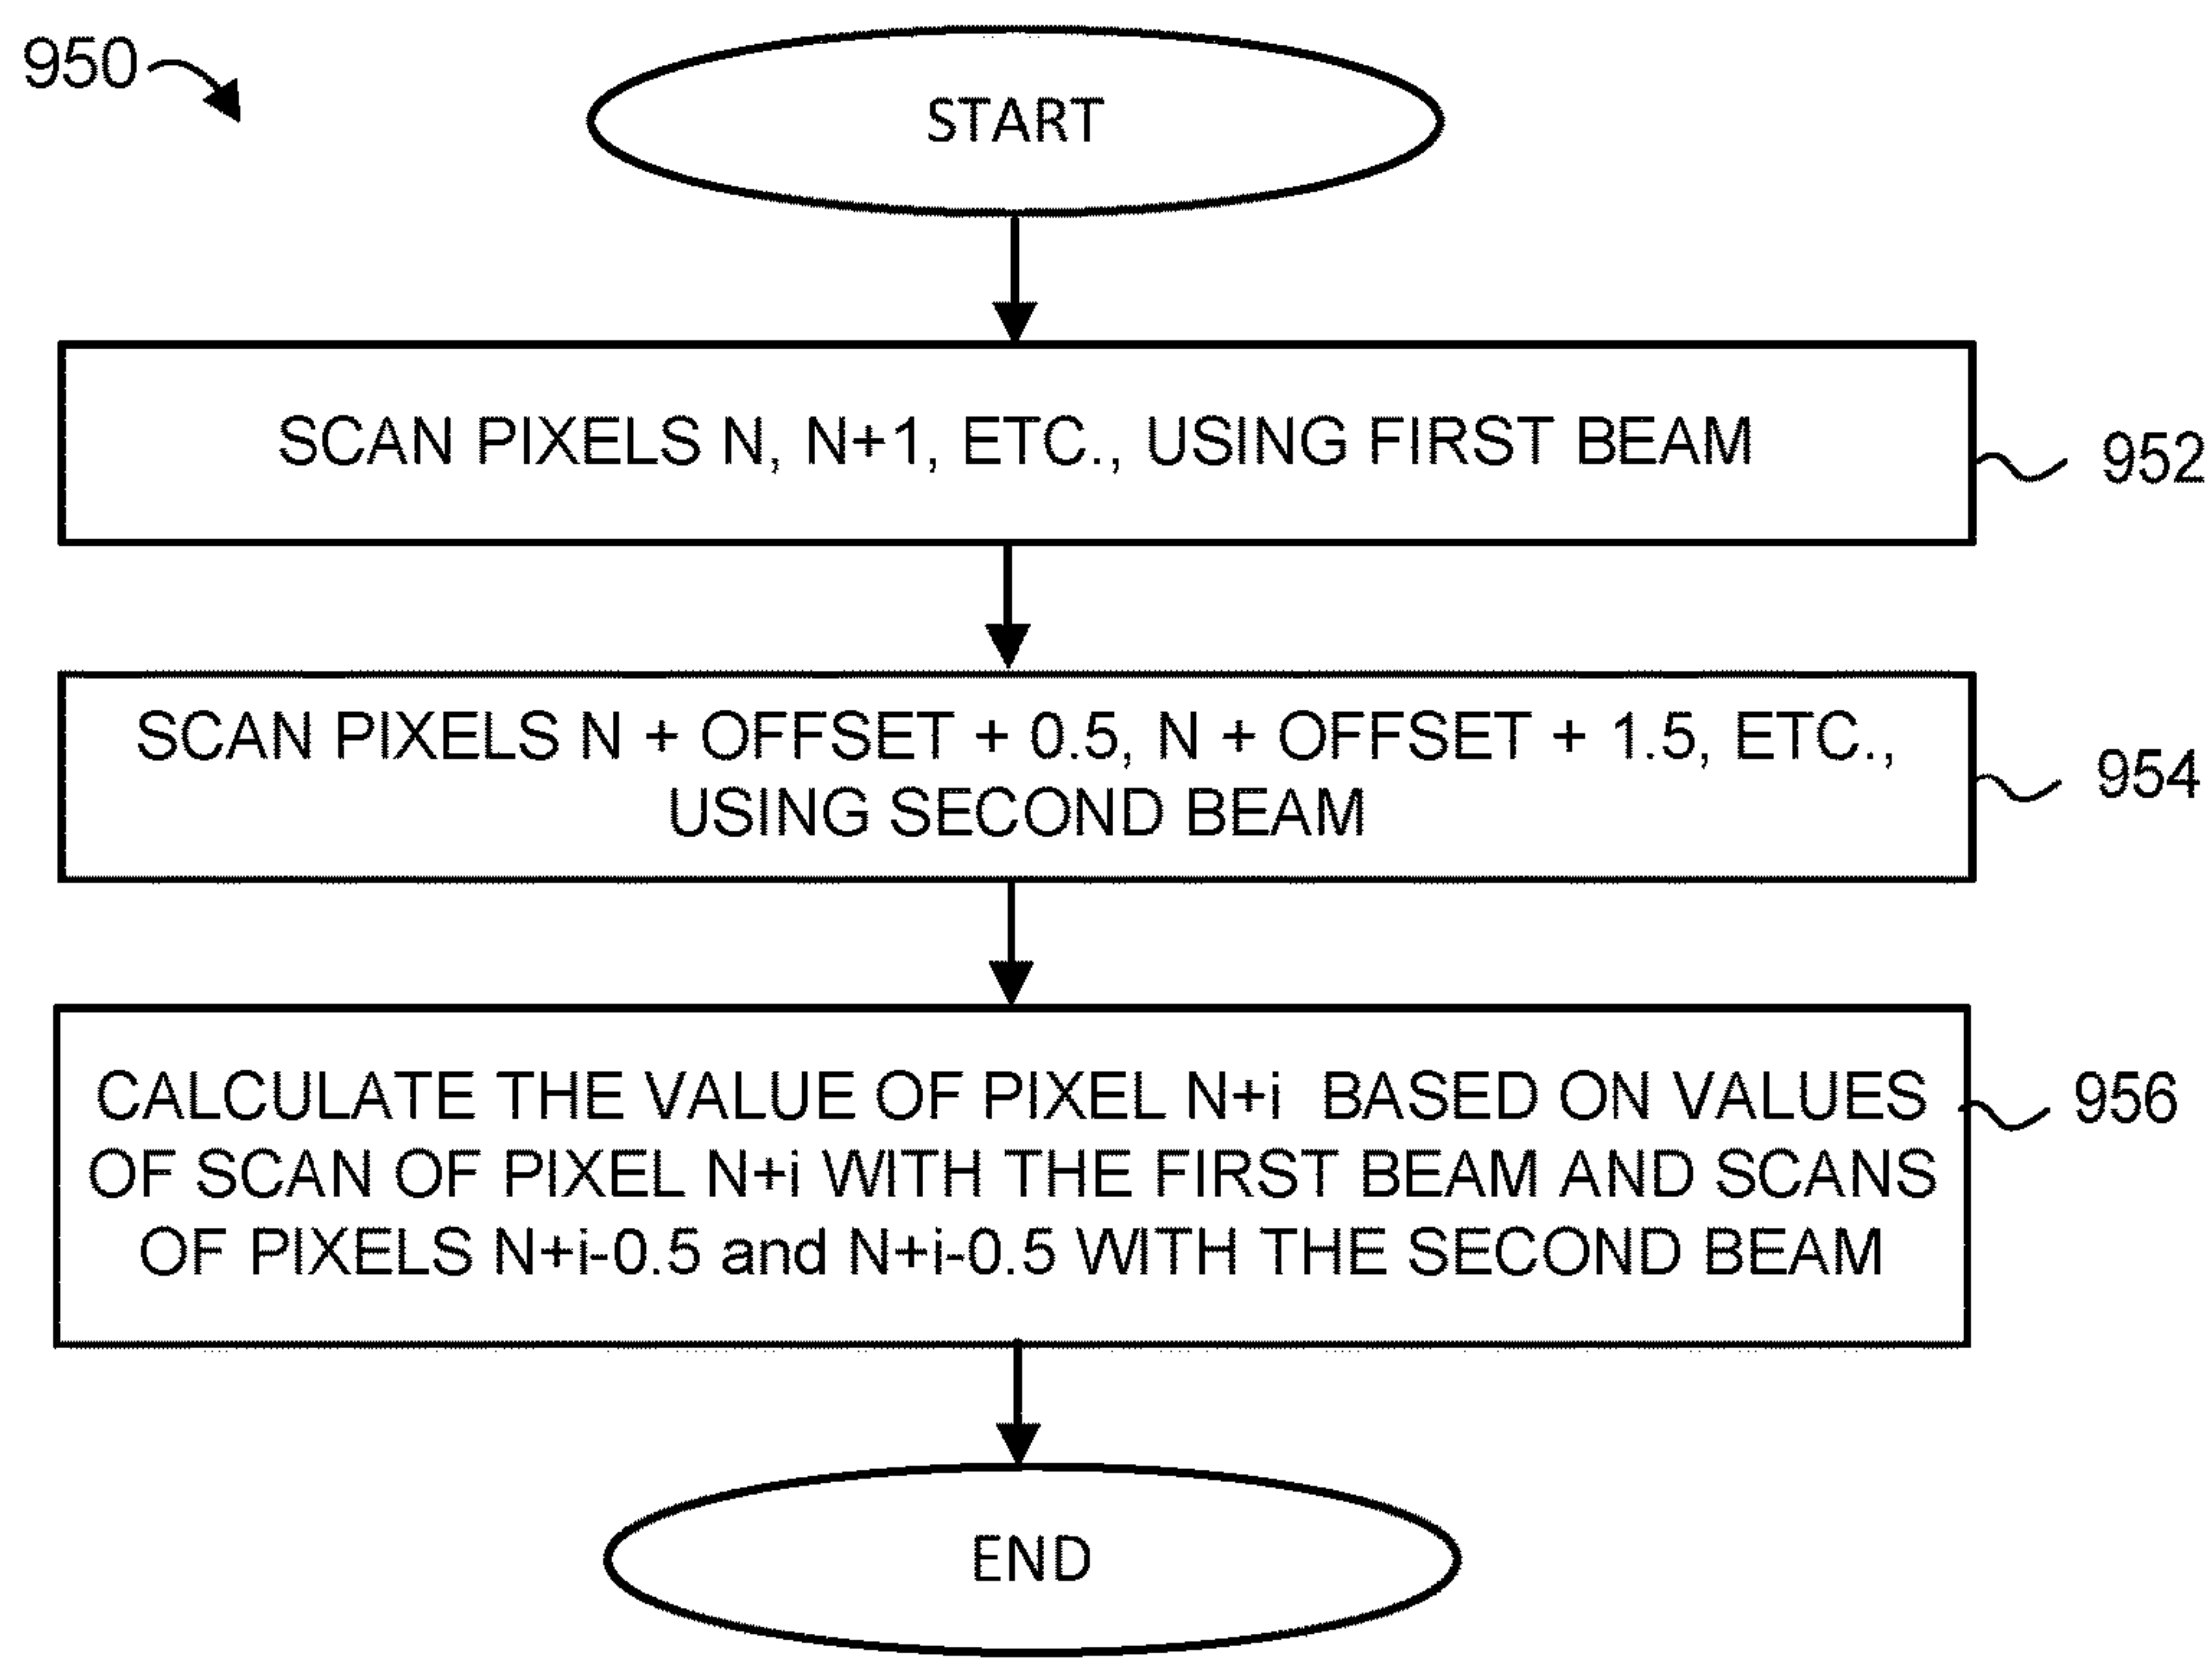 950
START
SCAN PIXELS N, N+1, ETC., USING FIRST BEAM
952
SCAN PIXELS N + OFFSET + 0.5, N + OFFSET + 1.5, ETC.,
USING SECOND BEAM
954
CALCULATE THE VALUE OF PIXEL N+i BASED ON VALUES
OF SCAN OF PIXEL N+i WITH THE FIRST BEAM AND SCANS
OF PIXELS N+i-0.5 and N+i-0.5 WITH THE SECOND BEAM
956
END